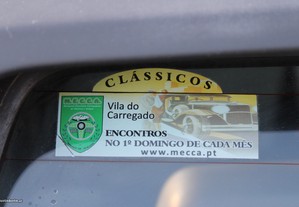 CLÁSSICOS
MECCA
Vila do
Carregado
ENCONTROS
NO 1º DOMINGO DE CADA MÊS
www.mecca.pt